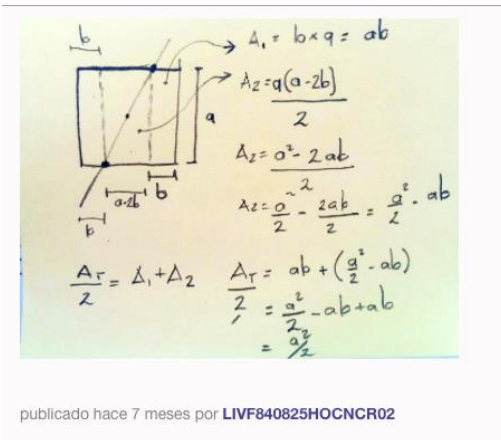 b
A₁ = b×a = ab
A2=a(a-2b)
2
a
A2= a²- 2ab
2
a-2b
b
b
A2= a² - 2ab = a² - ab
2 2 2
Aт = A₁+A2
2
Aт = ab + (a² - ab)
2 2
= a² - ab+ab
2
= a²/2
publicado hace 7 meses por LIVF840825HOCNCR02